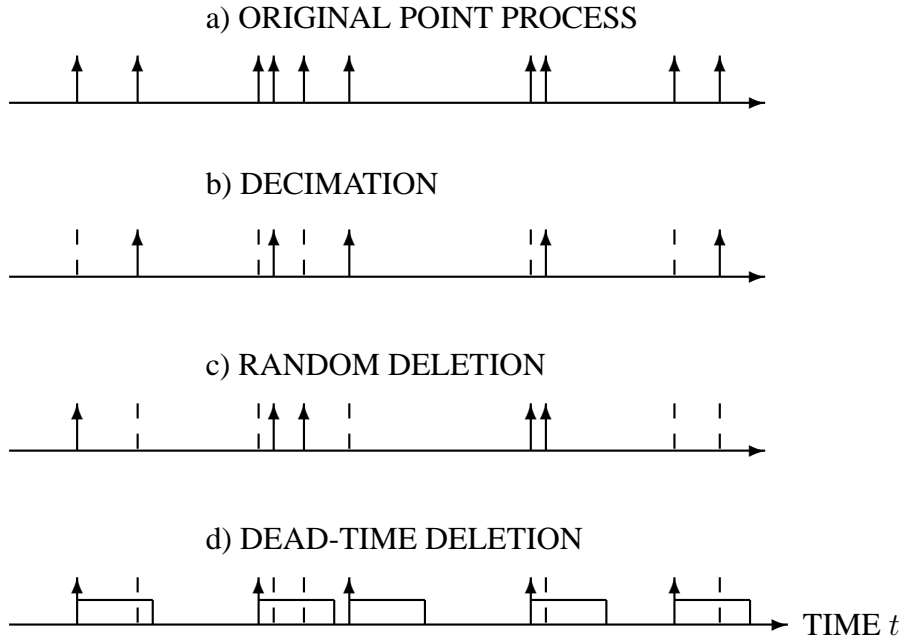 a) ORIGINAL POINT PROCESS
b) DECIMATION
c) RANDOM DELETION
d) DEAD-TIME DELETION
TIME t